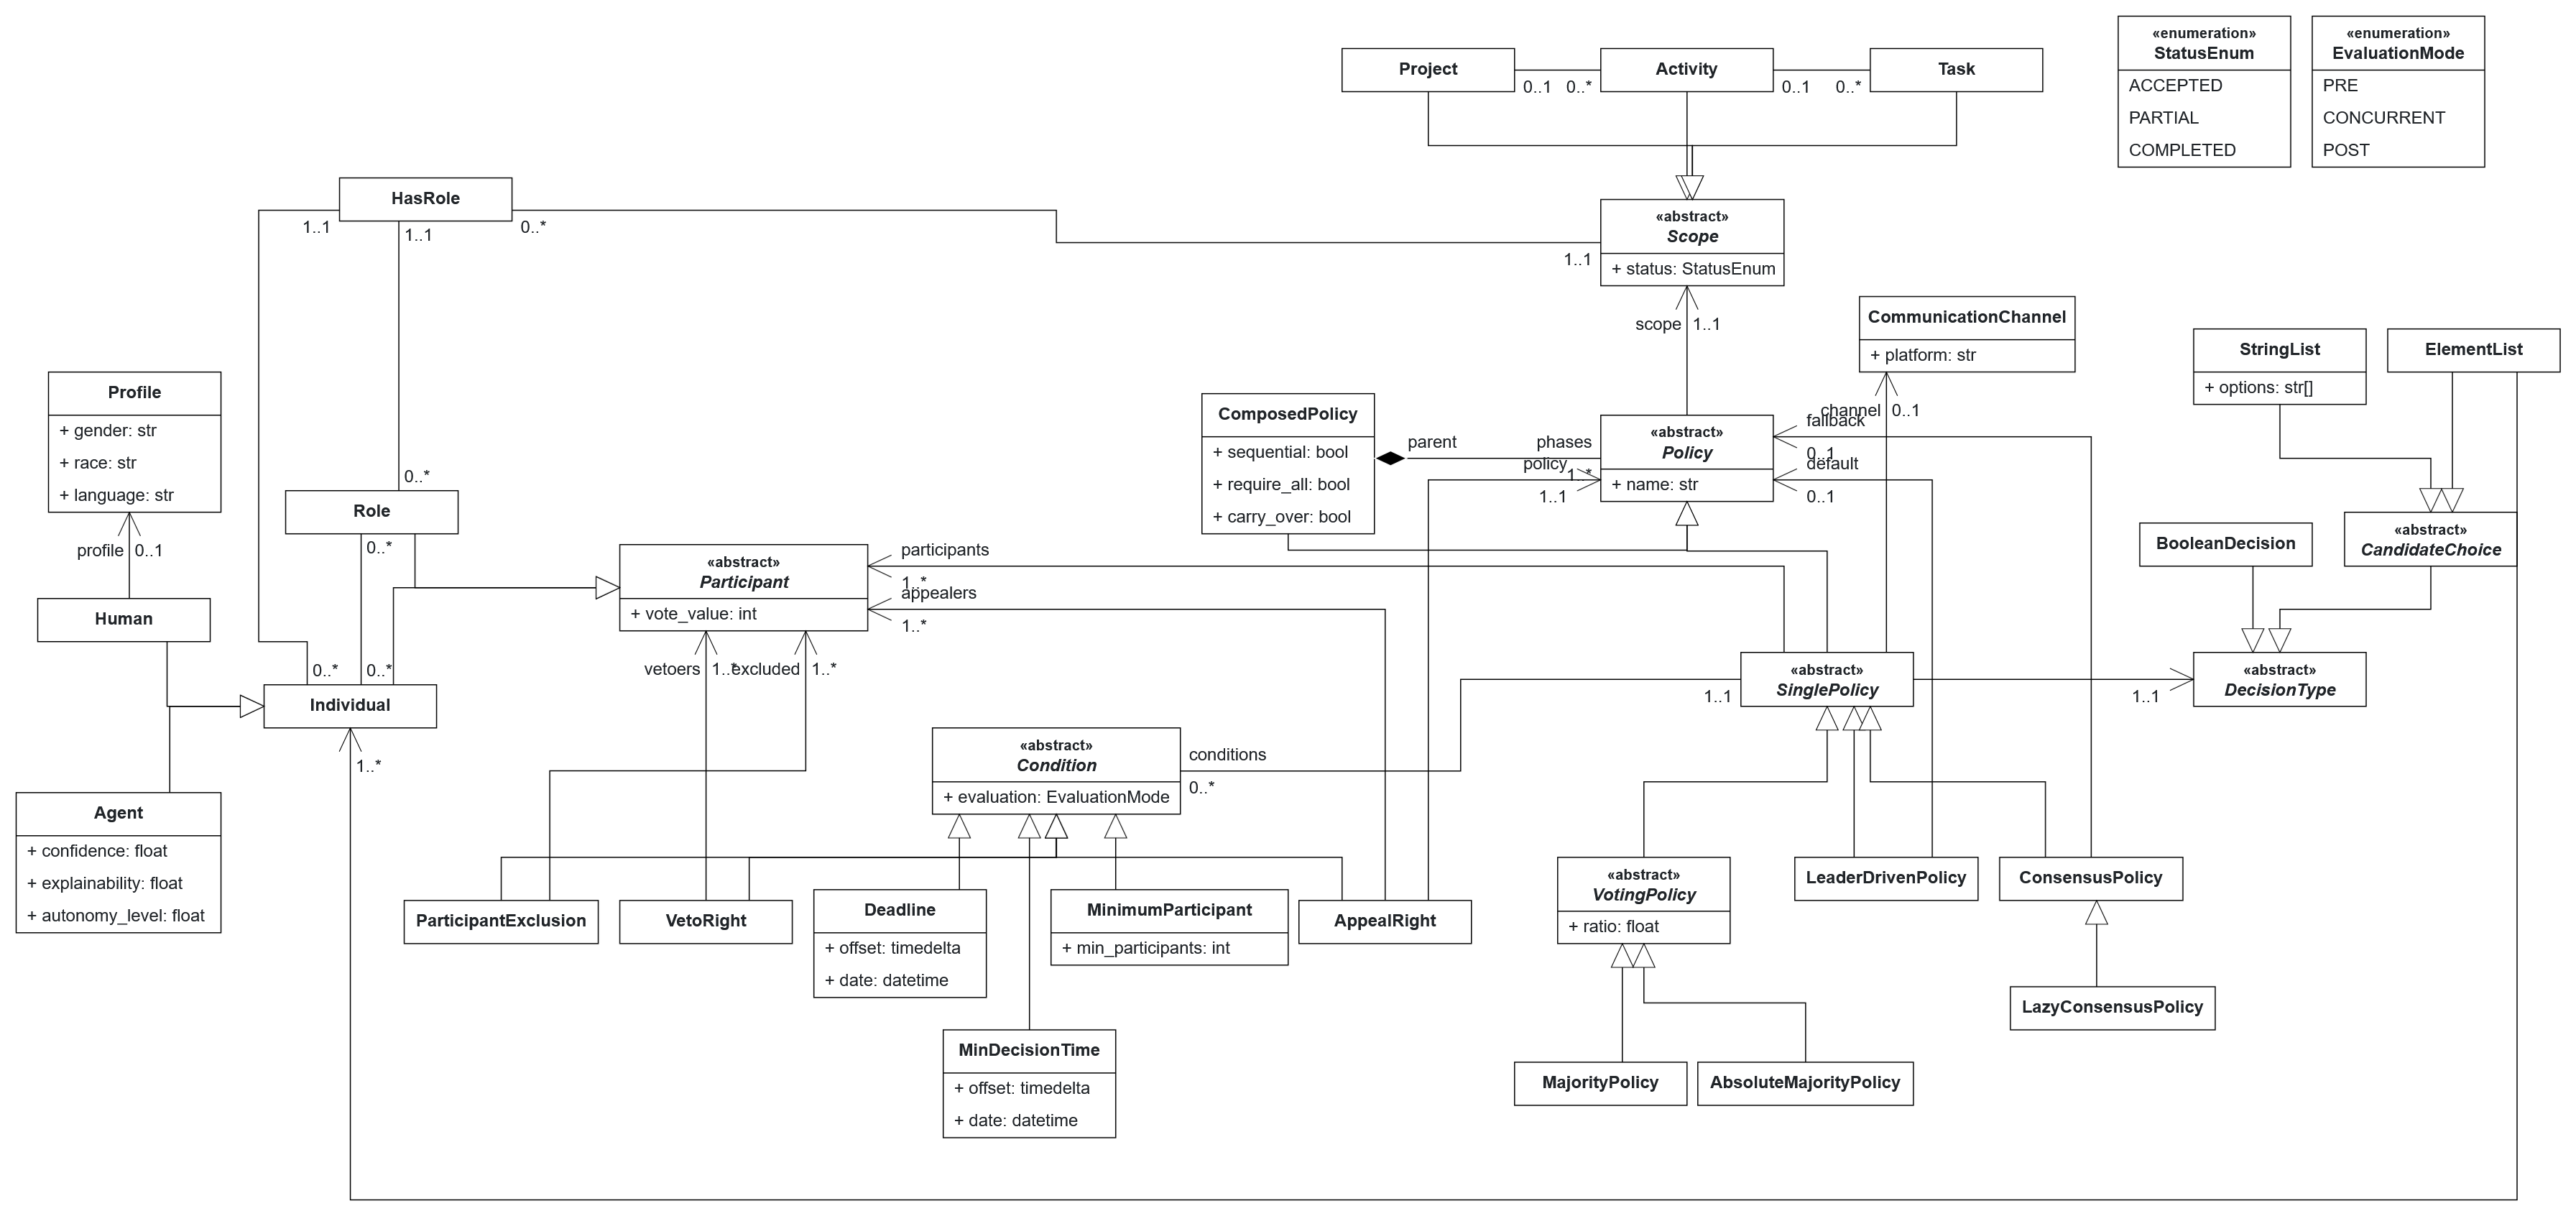 «enumeration»
StatusEnum
ACCEPTED
PARTIAL
COMPLETED
«enumeration»
EvaluationMode
PRE
CONCURRENT
POST
Project
Activity
Task
0..1
0..*
0..1
0..*
HasRole
1..1
1..1
0..*
«abstract»
Scope
+ status: StatusEnum
1..1
scope
1..1
CommunicationChannel
+ platform: str
channel
0..1
StringList
+ options: str[]
ElementList
Profile
+ gender: str
+ race: str
+ language: str
profile
0..1
ComposedPolicy
+ sequential: bool
+ require_all: bool
+ carry_over: bool
parent
phases
1..*
policy
1..1
«abstract»
Policy
+ name: str
fallback
0..1
default
0..1
0..*
Role
0..*
«abstract»
Participant
+ vote_value: int
participants
1..*
appealers
1..*
vetoers
1..*
excluded
1..*
BooleanDecision
«abstract»
CandidateChoice
Human
0..*
0..*
Individual
1..*
«abstract»
SinglePolicy
1..1
1..1
«abstract»
DecisionType
«abstract»
Condition
+ evaluation: EvaluationMode
conditions
0..*
Agent
+ confidence: float
+ explainability: float
+ autonomy_level: float
ParticipantExclusion
VetoRight
Deadline
+ offset: timedelta
+ date: datetime
MinimumParticipant
+ min_participants: int
AppealRight
«abstract»
VotingPolicy
+ ratio: float
LeaderDrivenPolicy
ConsensusPolicy
LazyConsensusPolicy
MinDecisionTime
+ offset: timedelta
+ date: datetime
MajorityPolicy
AbsoluteMajorityPolicy